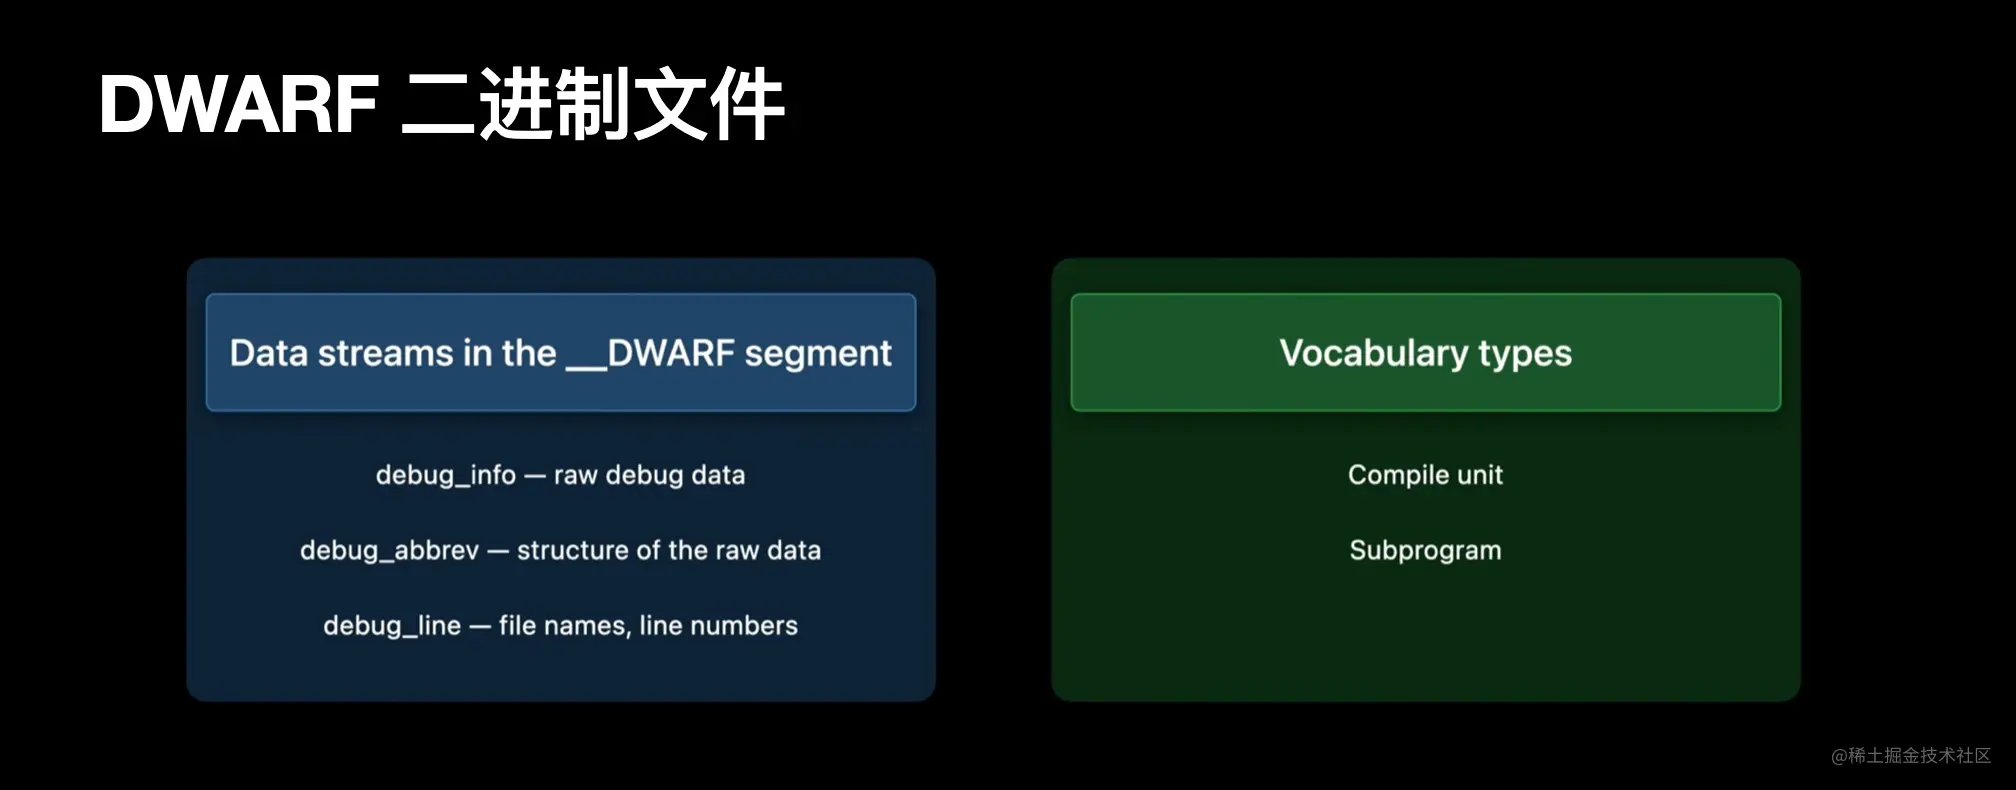 DWARF 二进制文件
Data streams in the __DWARF segment
debug_info — raw debug data
debug_abbrev — structure of the raw data
debug_line — file names, line numbers
Vocabulary types
Compile unit
Subprogram
@稀土掘金技术社区